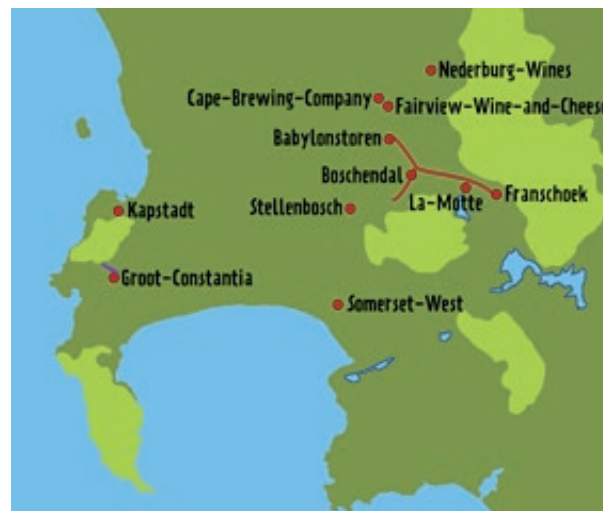 Nederburg-Wines
Cape-Brewing-Company
Fairview-Wine-and-Cheese
Babylonstoren
Boschendal
Franschoek
La-Motte
Stellenbosch
Kapstadt
Groot-Constantia
Somerset-West